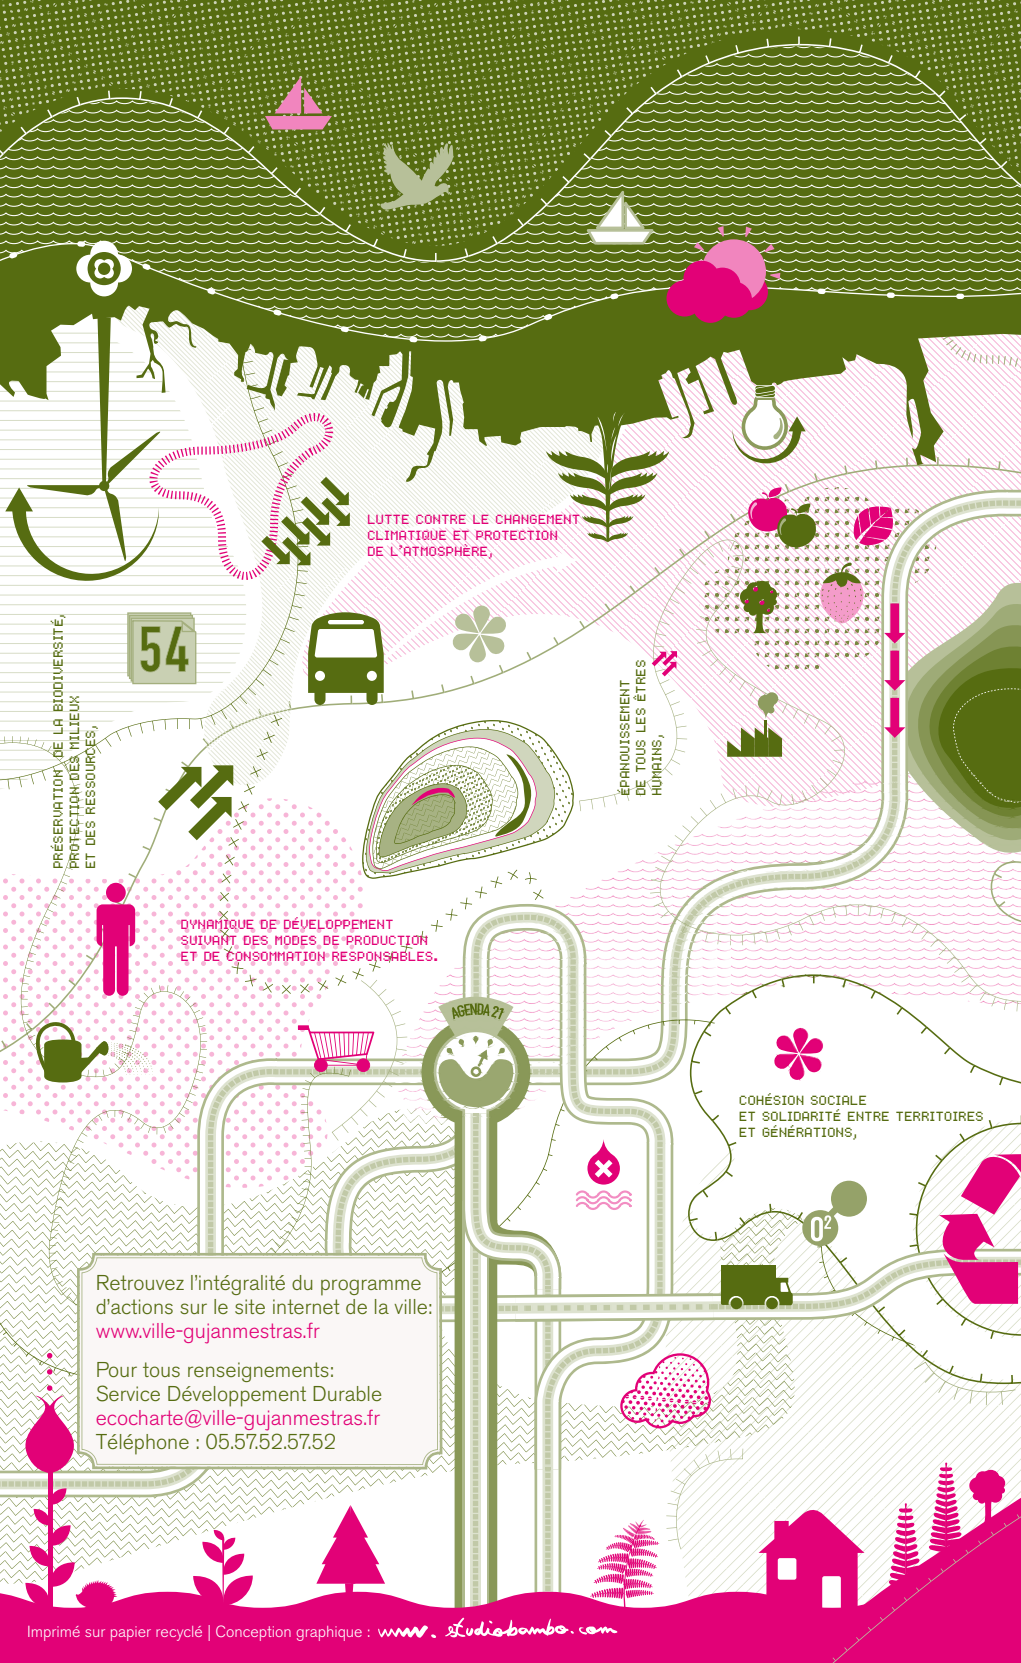 LUTTE CONTRE LE CHANGEMENT
CLIMATIQUE ET PROTECTION
DE L'ATMOSPHÈRE,
54
PRÉSERVATION DE LA BIODIVERSITÉ,
PROTECTION DES MILIEUX
ET DES RESSOURCES,
ÉPANOUISSEMENT
DE TOUS LES ÊTRES
HUMAINS,
DYNAMIQUE DE DÉVELOPPEMENT
SUIVANT DES MODES DE PRODUCTION
ET DE CONSOMMATION RESPONSABLES.
AGENDA 21
COHÉSION SOCIALE
ET SOLIDARITÉ ENTRE TERRITOIRES
ET GÉNÉRATIONS,
O²
Retrouvez l'intégralité du programme
d'actions sur le site internet de la ville:
www.ville-gujanmestras.fr
Pour tous renseignements:
Service Développement Durable
ecocharte@ville-gujanmestras.fr
Téléphone : 05.57.52.57.52
Imprimé sur papier recyclé | Conception graphique : www.studiobambo.com